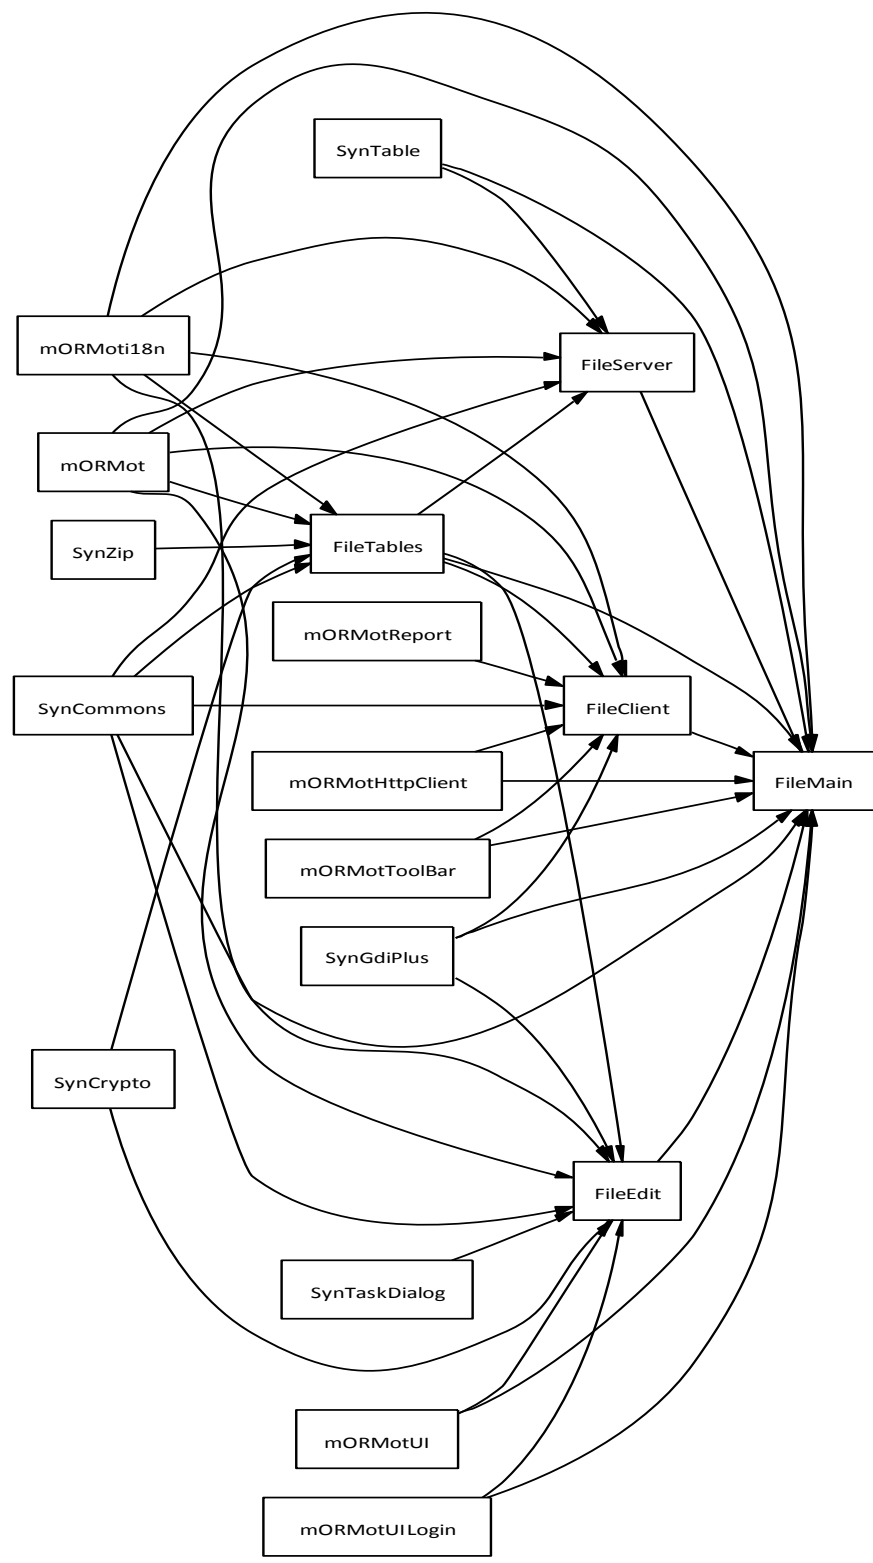 SynTable
mORMoti18n
FileServer
mORMot
SynZip
FileTables
mORMotReport
SynCommons
FileClient
mORMotHttpClient
FileMain
mORMotToolBar
SynGdiPlus
SynCrypto
FileEdit
SynTaskDialog
mORMotUI
mORMotUILogin